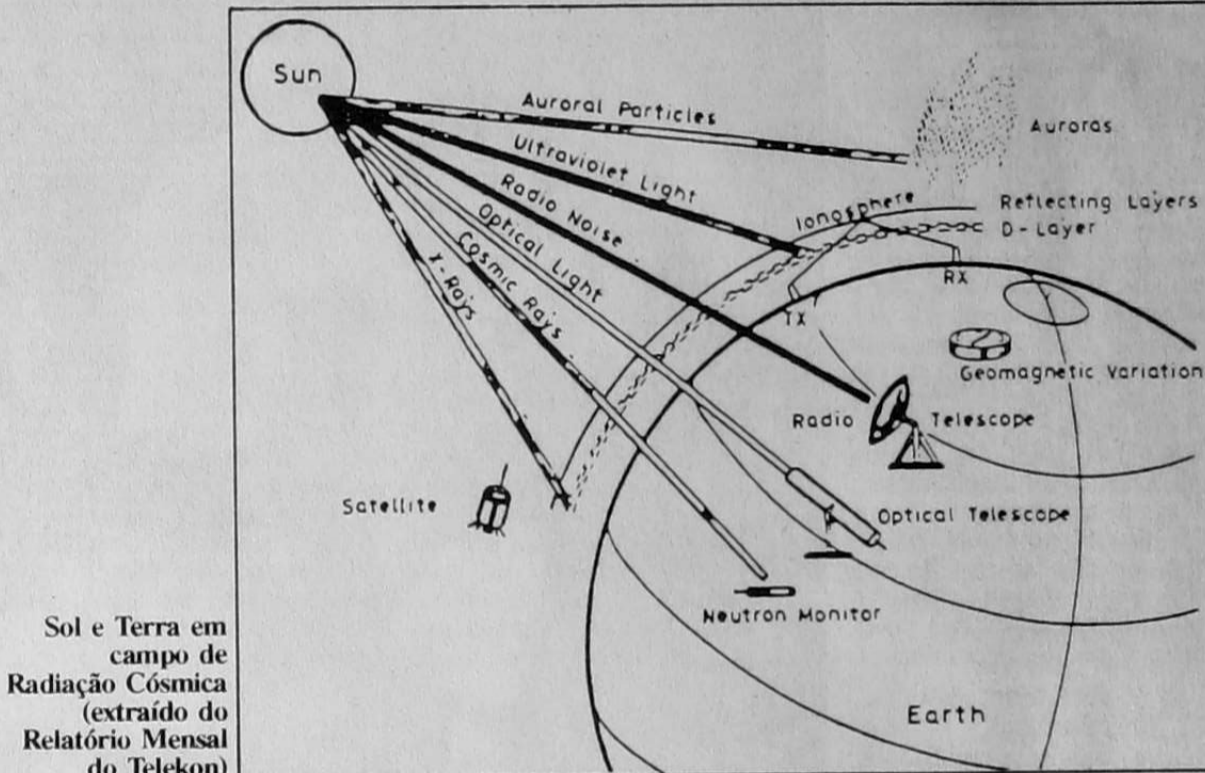 Sun
Auroral Particles
Auroras
Ultraviolet Light
Radio Noise
Ionosphere
Reflecting Layers
D-Layer
Optical Light
Cosmic Rays
X-Rays
RX
TX
Geomagnetic Variation
Radio Telescope
Satellite
Optical Telescope
Neutron Monitor
Earth
Sol e Terra em
campo de
Radiação Cósmica
(extraído do
Relatório Mensal
do Telekon)